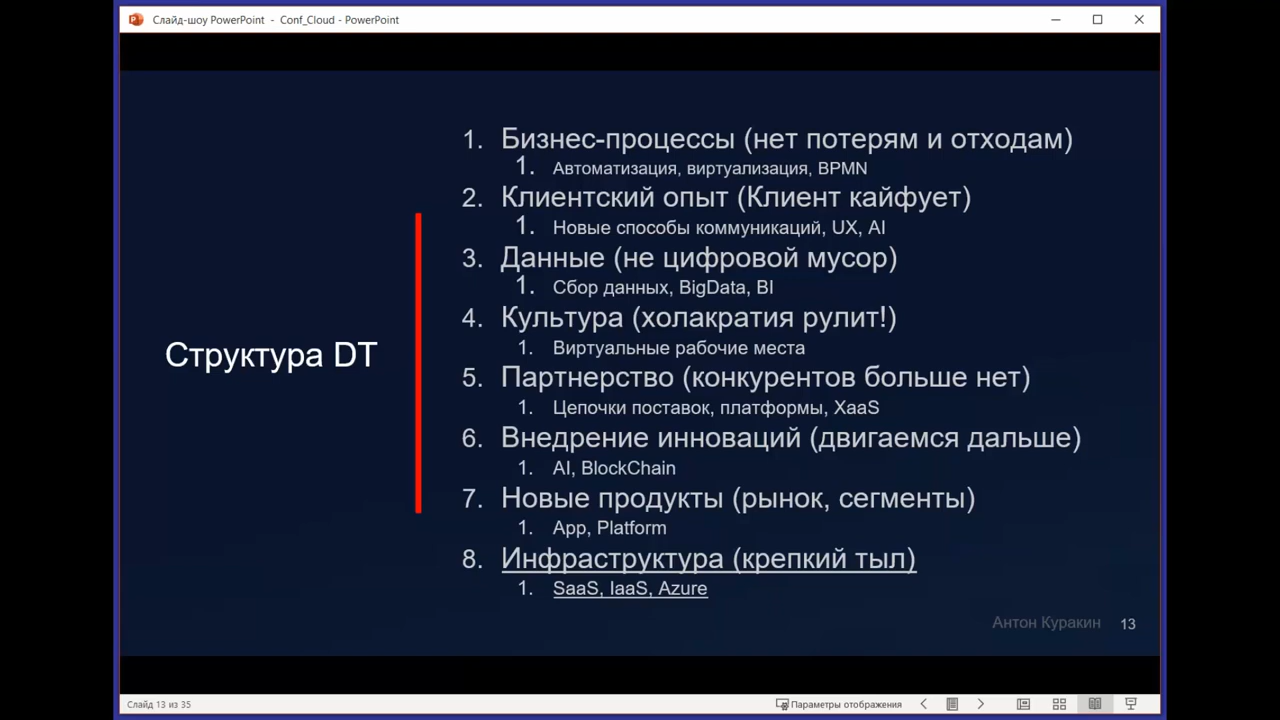 Слайд-шоу PowerPoint - Conf_Cloud - PowerPoint
Структура DT
1. Бизнес-процессы (нет потерям и отходам)
1. Автоматизация, виртуализация, BPMN
2. Клиентский опыт (Клиент кайфует)
1. Новые способы коммуникаций, UX, AI
3. Данные (не цифровой мусор)
1. Сбор данных, BigData, BI
4. Культура (холакратия рулит!)
1. Виртуальные рабочие места
5. Партнерство (конкурентов больше нет)
1. Цепочки поставок, платформы, XaaS
6. Внедрение инноваций (двигаемся дальше)
1. AI, BlockChain
7. Новые продукты (рынок, сегменты)
1. App, Platform
8. Инфраструктура (крепкий тыл)
1. SaaS, IaaS, Azure
Антон Куракин 13
Слайд 13 из 35
Параметры отображения